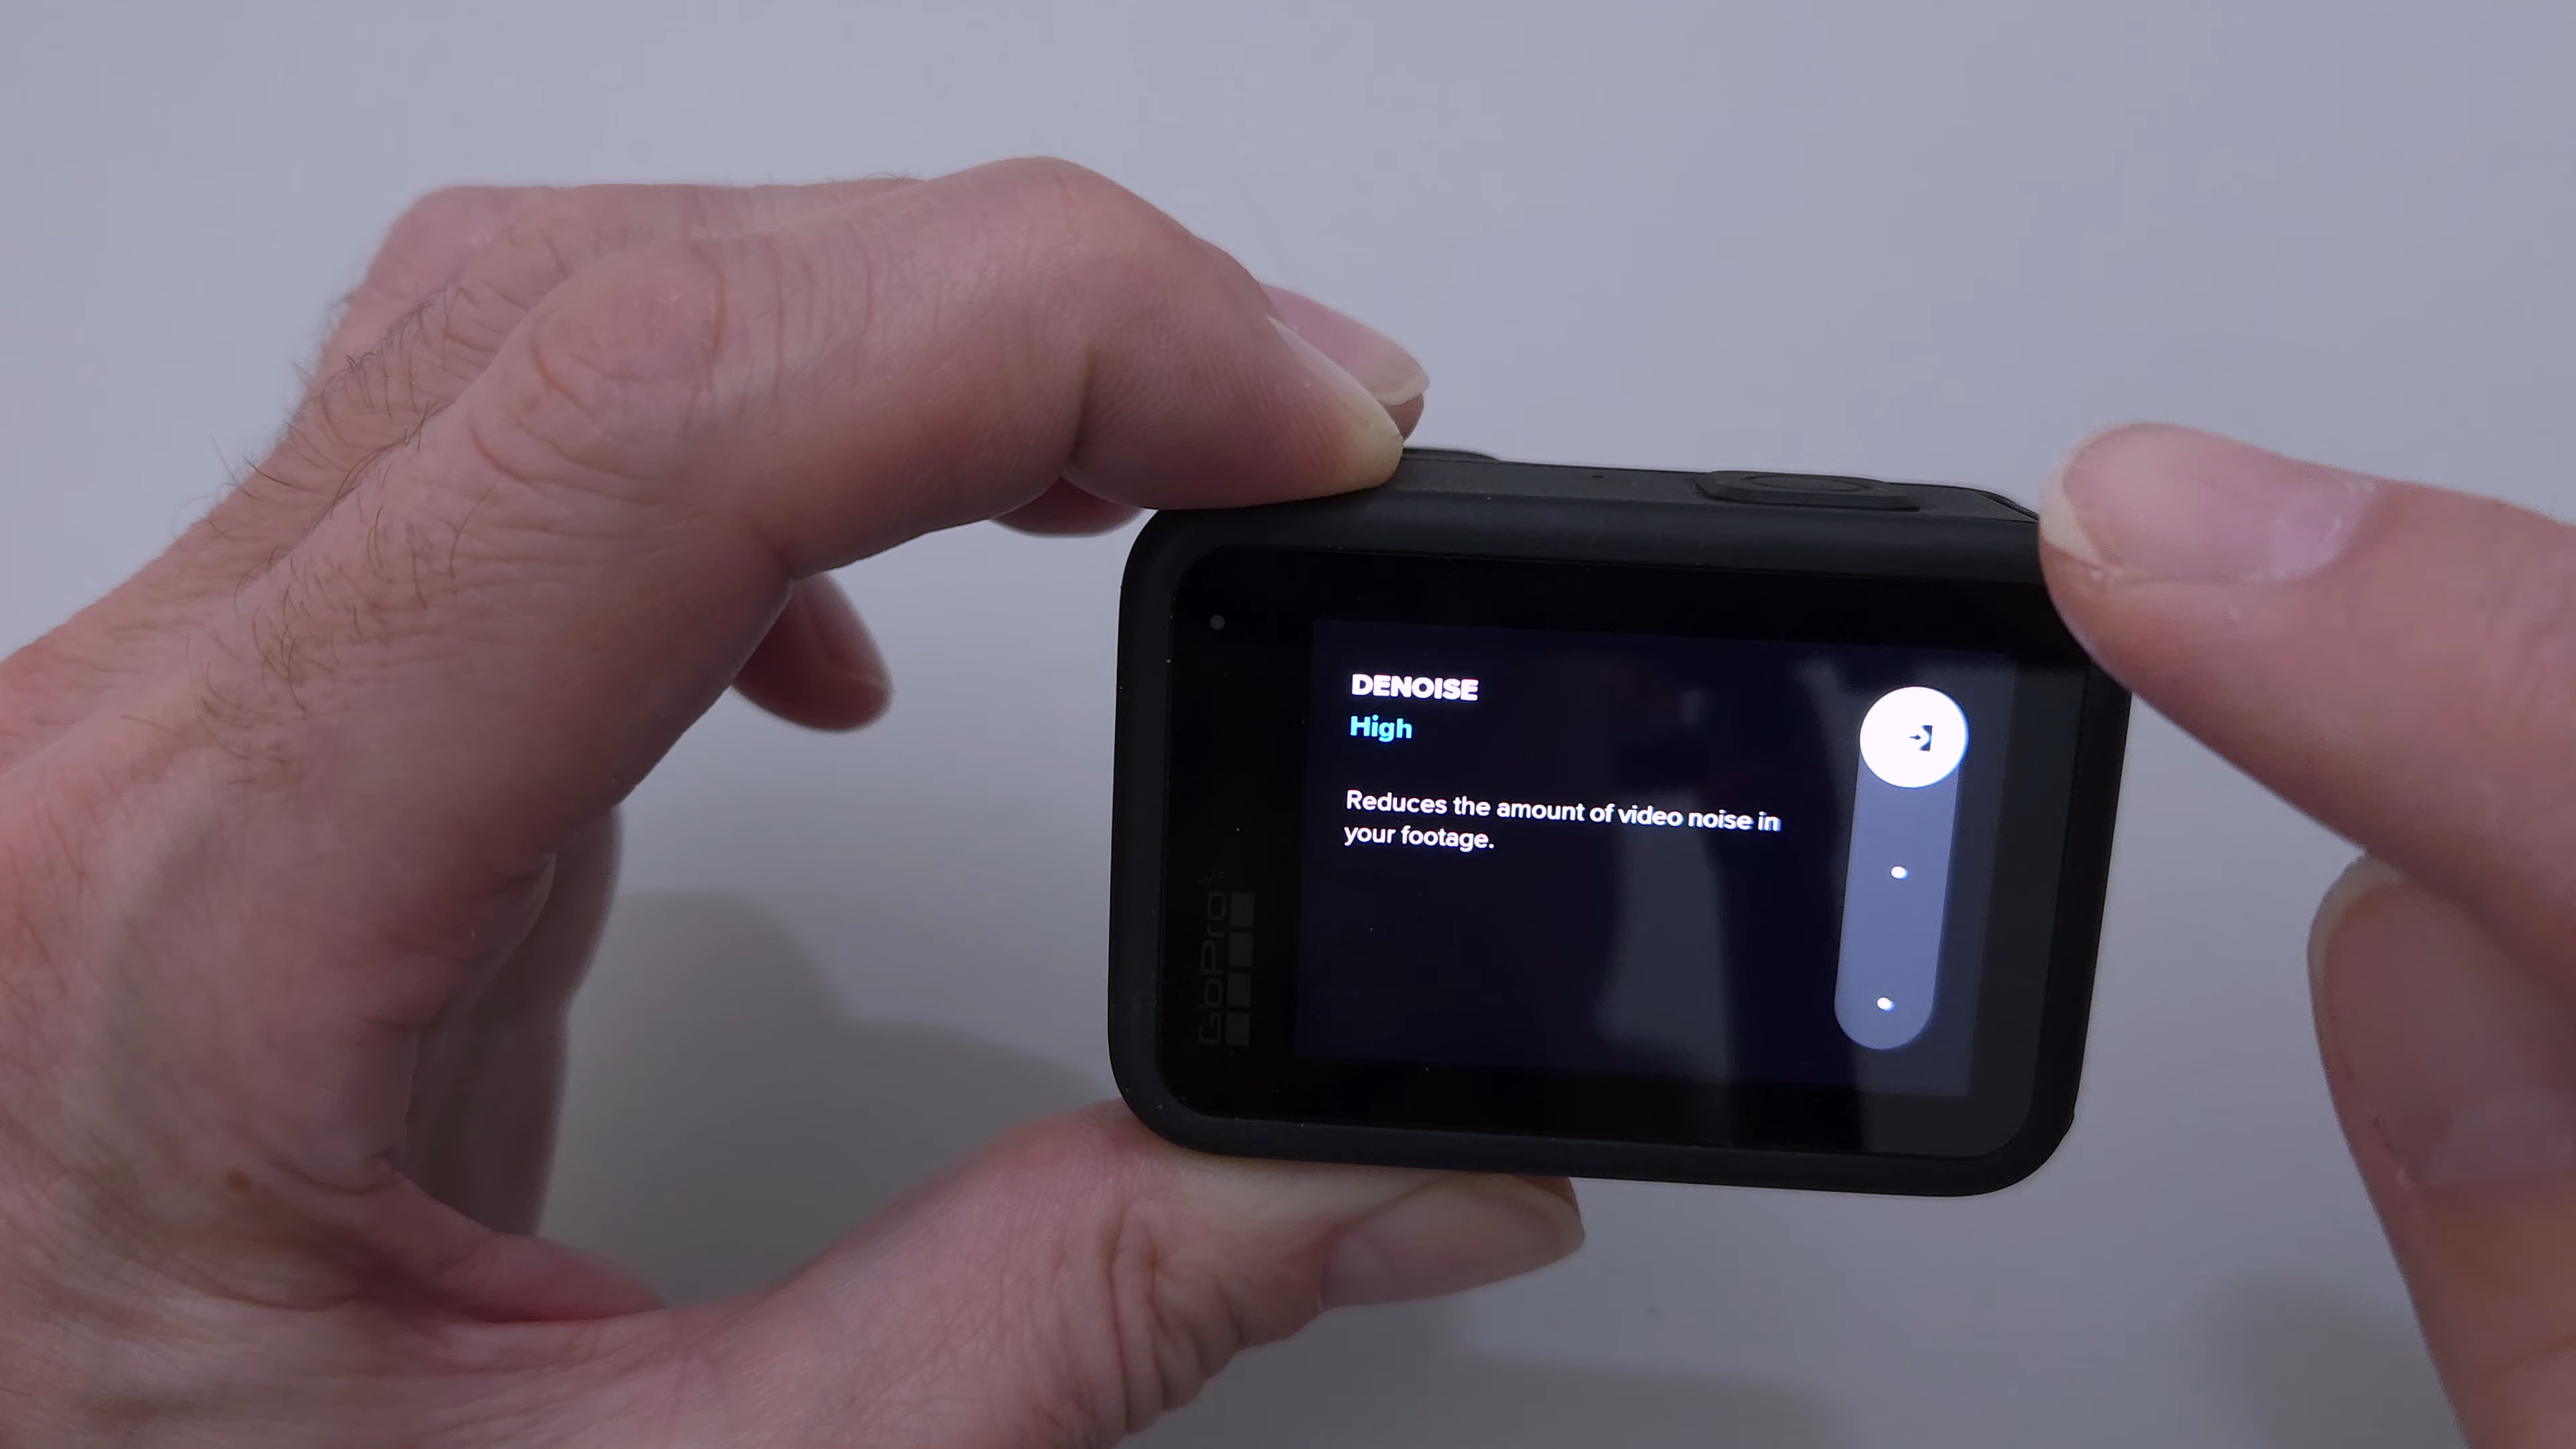 DENOISE
High
Reduces the amount of video noise in
your footage.
GoPro